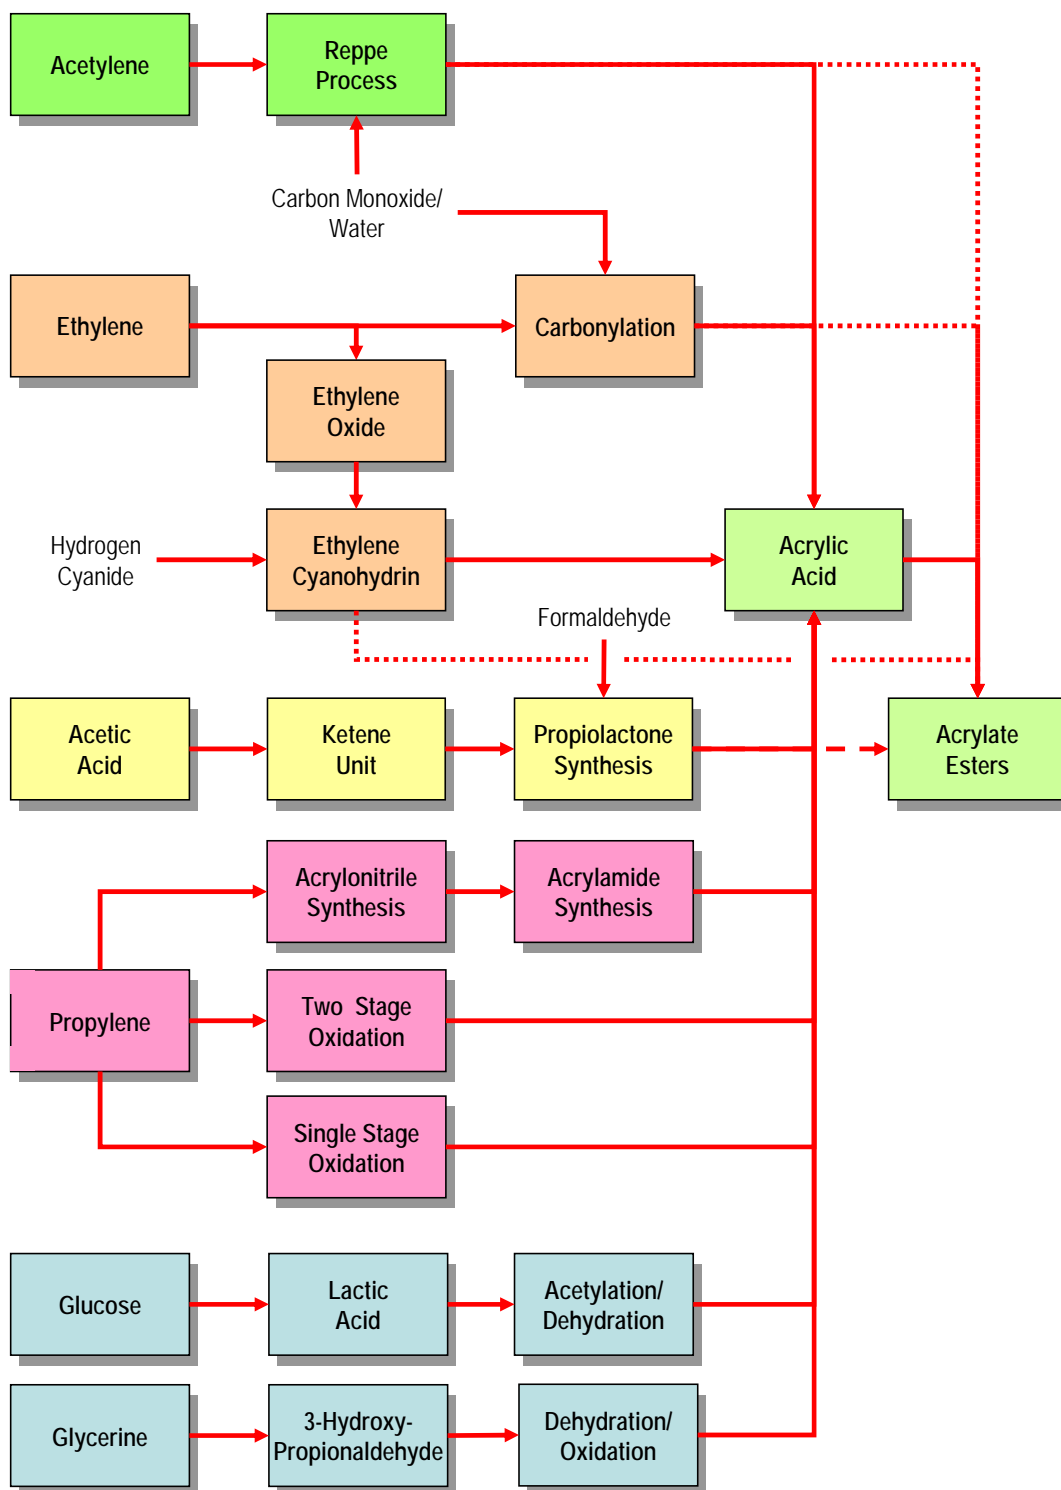 Acetylene
Reppe
Process
Carbon Monoxide/
Water
Ethylene
Carbonylation
Ethylene
Oxide
Hydrogen
Cyanide
Ethylene
Cyanohydrin
Acrylic
Acid
Formaldehyde
Acetic
Acid
Ketene
Unit
Propiolactone
Synthesis
Acrylate
Esters
Acrylonitrile
Synthesis
Acrylamide
Synthesis
Propylene
Two Stage
Oxidation
Single Stage
Oxidation
Glucose
Lactic
Acid
Acetylation/
Dehydration
Glycerine
3-Hydroxy-
Propionaldehyde
Dehydration/
Oxidation